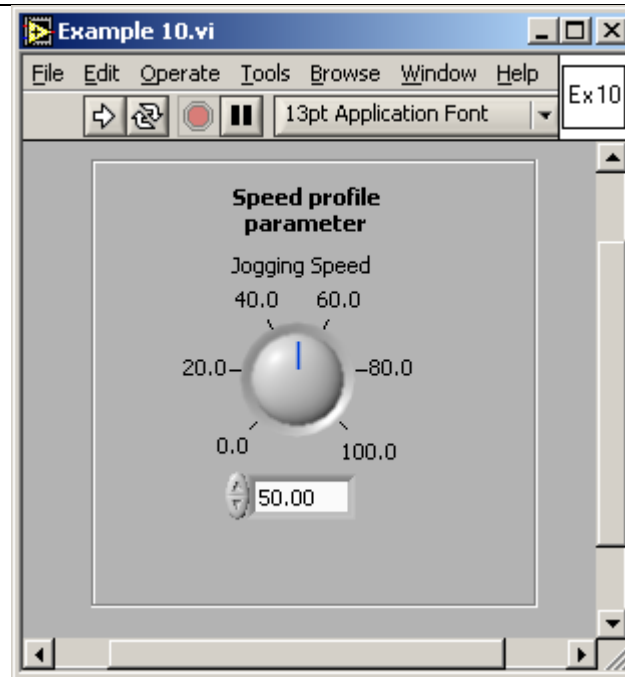 Example 10.vi
File Edit Operate Tools Browse Window Help
Ex10
13pt Application Font
Speed profile
parameter
Jogging Speed
40.0 60.0
20.0 80.0
0.0 100.0
50.00